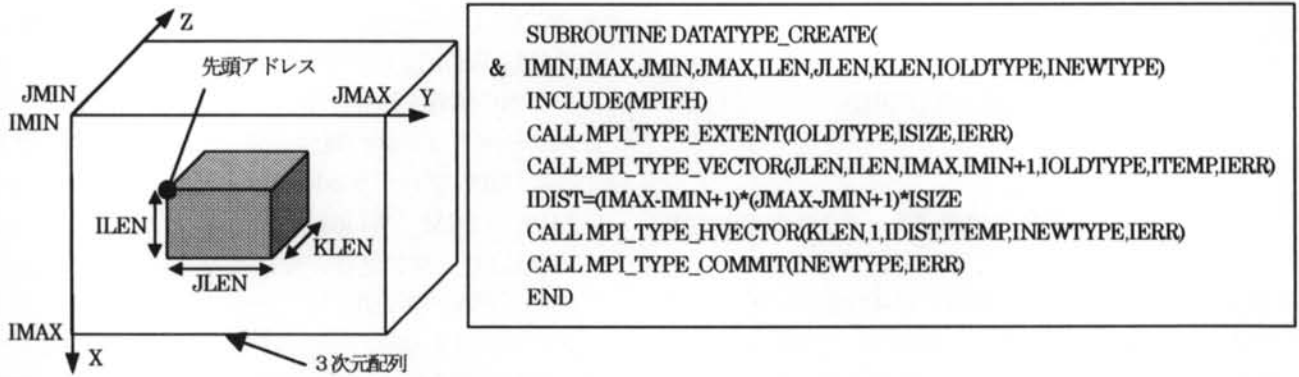 Z
先頭アドレス
JMIN
JMAX
Y
IMIN
ILEN
KLEN
JLEN
IMAX
X
3次元配列
SUBROUTINE DATATYPE_CREATE(
& IMIN,IMAX,JMIN,JMAX,ILEN,JLEN,KLEN,IOLDTYPE,INEWTYPE)
INCLUDE(MPIF.H)
CALL MPI_TYPE_EXTENT(IOLDTYPE,ISIZE,IERR)
CALL MPI_TYPE_VECTOR(JLEN,ILEN,IMAX,IMIN+1,IOLDTYPE,ITEMP,IERR)
IDIST=(IMAX-IMIN+1)*(JMAX-JMIN+1)*ISIZE
CALL MPI_TYPE_HVECTOR(KLEN,1,IDIST,ITEMP,INEWTYPE,IERR)
CALL MPI_TYPE_COMMIT(INEWTYPE,IERR)
END